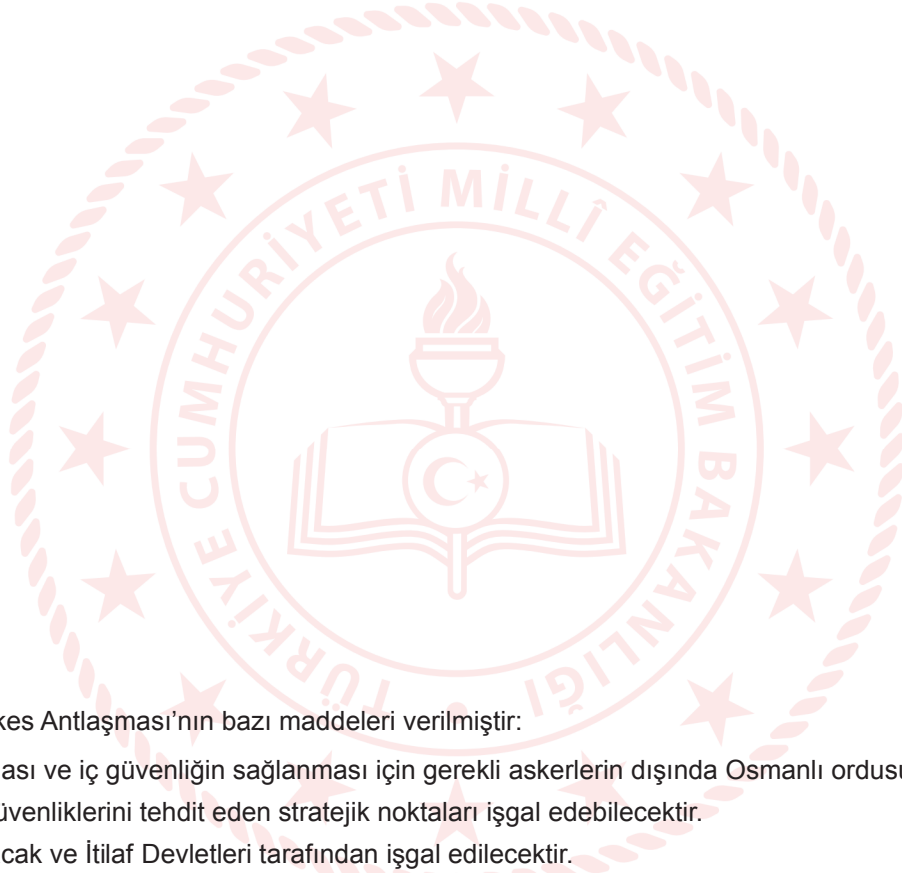 TÜRKİYE CUMHURİYETİ MİLLÎ EĞİTİM BAKANLIĞI
kes Antlaşması’nın bazı maddeleri verilmiştir:
ası ve iç güvenliğin sağlanması için gerekli askerlerin dışında Osmanlı ordusu
üvenliklerini tehdit eden stratejik noktaları işgal edebilecektir.
cak ve İtilaf Devletleri tarafından işgal edilecektir.